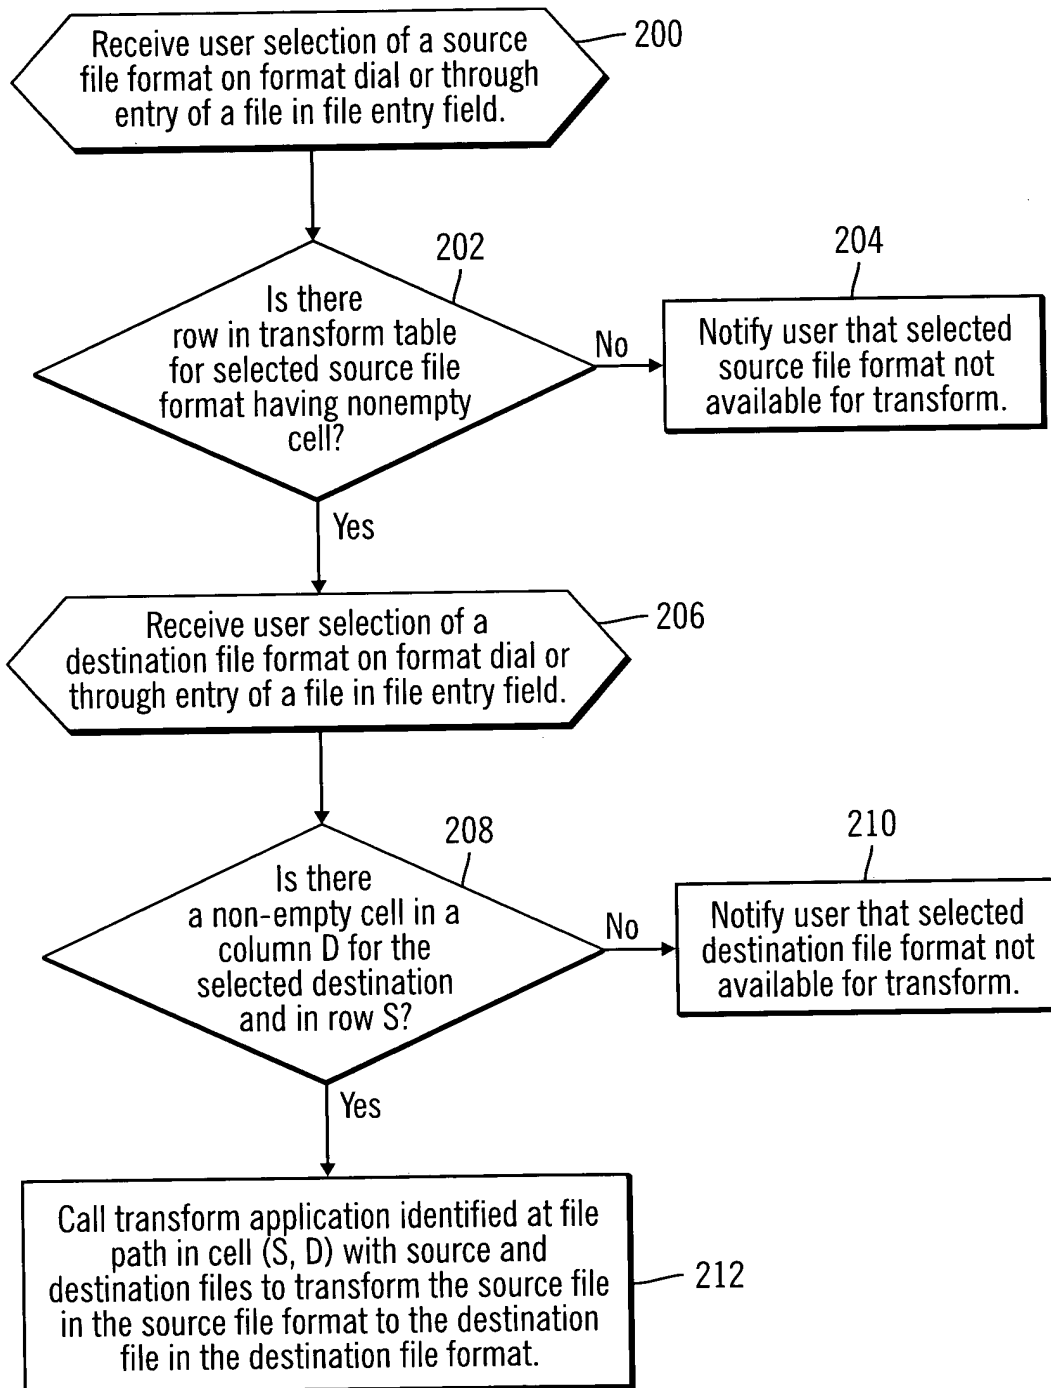 Receive user selection of a source
file format on format dial or through
entry of a file in file entry field.
200
Is there
row in transform table
for selected source file
format having nonempty
cell?
202
No
204
Notify user that selected
source file format not
available for transform.
Yes
Receive user selection of a
destination file format on format dial or
through entry of a file in file entry field.
206
Is there
a non-empty cell in a
column D for the
selected destination
and in row S?
208
No
210
Notify user that selected
destination file format not
available for transform.
Yes
Call transform application identified at file
path in cell (S, D) with source and
destination files to transform the source file
in the source file format to the destination
file in the destination file format.
212